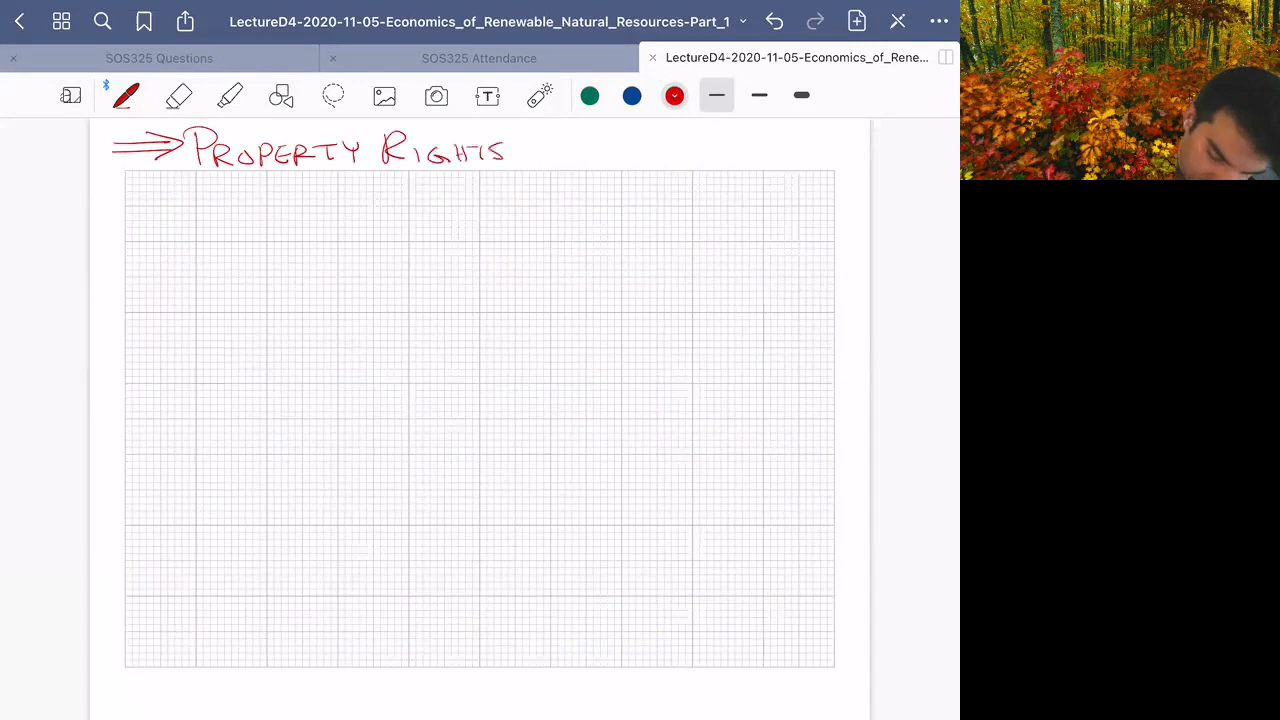 LectureD4-2020-11-05-Economics_of_Renewable_Natural_Resources-Part_1
SOS325 Questions
SOS325 Attendance
LectureD4-2020-11-05-Economics_of_Rene...
T
⇒ PROPERTY RIGHTS